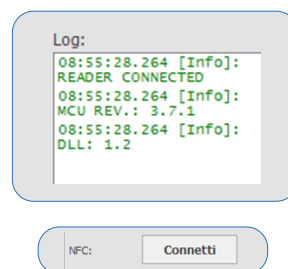 Log:
08:55:28.264 [Info]:
READER CONNECTED
08:55:28.264 [Info]:
MCU REV.: 3.7.1
08:55:28.264 [Info]:
DLL: 1.2
NFC:
Connetti